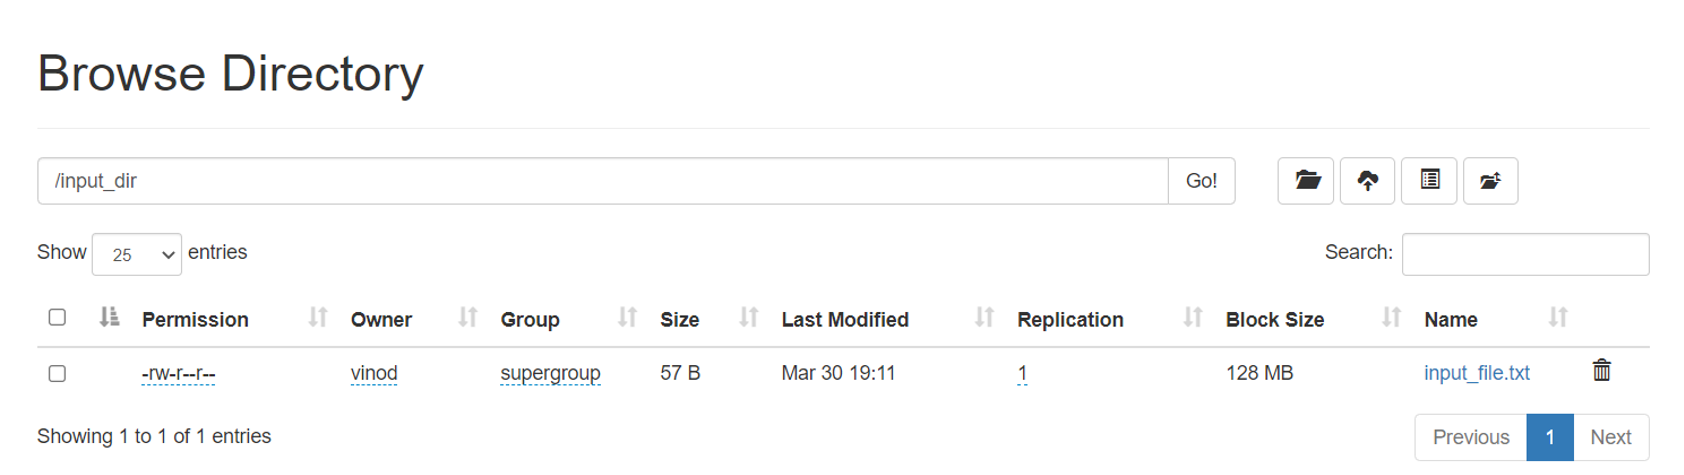 Browse Directory
/input_dir Go!
Show 25 entries Search:
Permission Owner Group Size Last Modified Replication Block Size Name
-rw-r--r-- vinod supergroup 57 B Mar 30 19:11 1 128 MB input_file.txt
Showing 1 to 1 of 1 entries Previous 1 Next